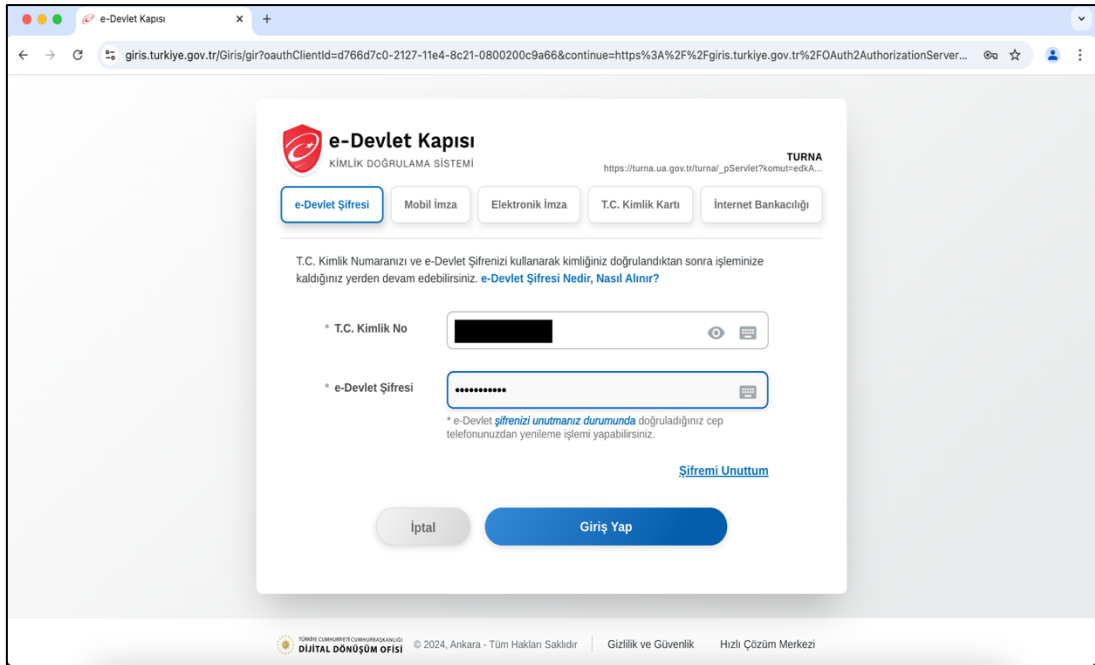 e-Devlet Kapısı
giris.turkiye.gov.tr/Giris/gir?oauthClientId=d766d7c0-2127-11e4-8c21-0800200c9a66&continue=https%3A%2F%2Fgiris.turkiye.gov.tr%2FOAuth2AuthorizationServer...
e-Devlet Kapısı
KİMLİK DOĞRULAMA SİSTEMİ
TURNA
https://turna.ua.gov.tr/turna/_pServlet?komut=edkA...
e-Devlet Şifresi
Mobil İmza
Elektronik İmza
T.C. Kimlik Kartı
İnternet Bankacılığı
T.C. Kimlik Numaranızı ve e-Devlet Şifrenizi kullanarak kimliğiniz doğrulandıktan sonra işleminize
kaldığınız yerden devam edebilirsiniz. e-Devlet Şifresi Nedir, Nasıl Alınır?
* T.C. Kimlik No
* e-Devlet Şifresi
•••••••••••
* e-Devlet şifrenizi unutmanız durumunda doğruladığınız cep
telefonunuzdan yenileme işlemi yapabilirsiniz.
Şifremi Unuttum
İptal
Giriş Yap
TÜRKİYE CUMHURİYETİ CUMHURBAŞKANLIĞI
DİJİTAL DÖNÜŞÜM OFİSİ
© 2024, Ankara - Tüm Hakları Saklıdır
Gizlilik ve Güvenlik
Hızlı Çözüm Merkezi